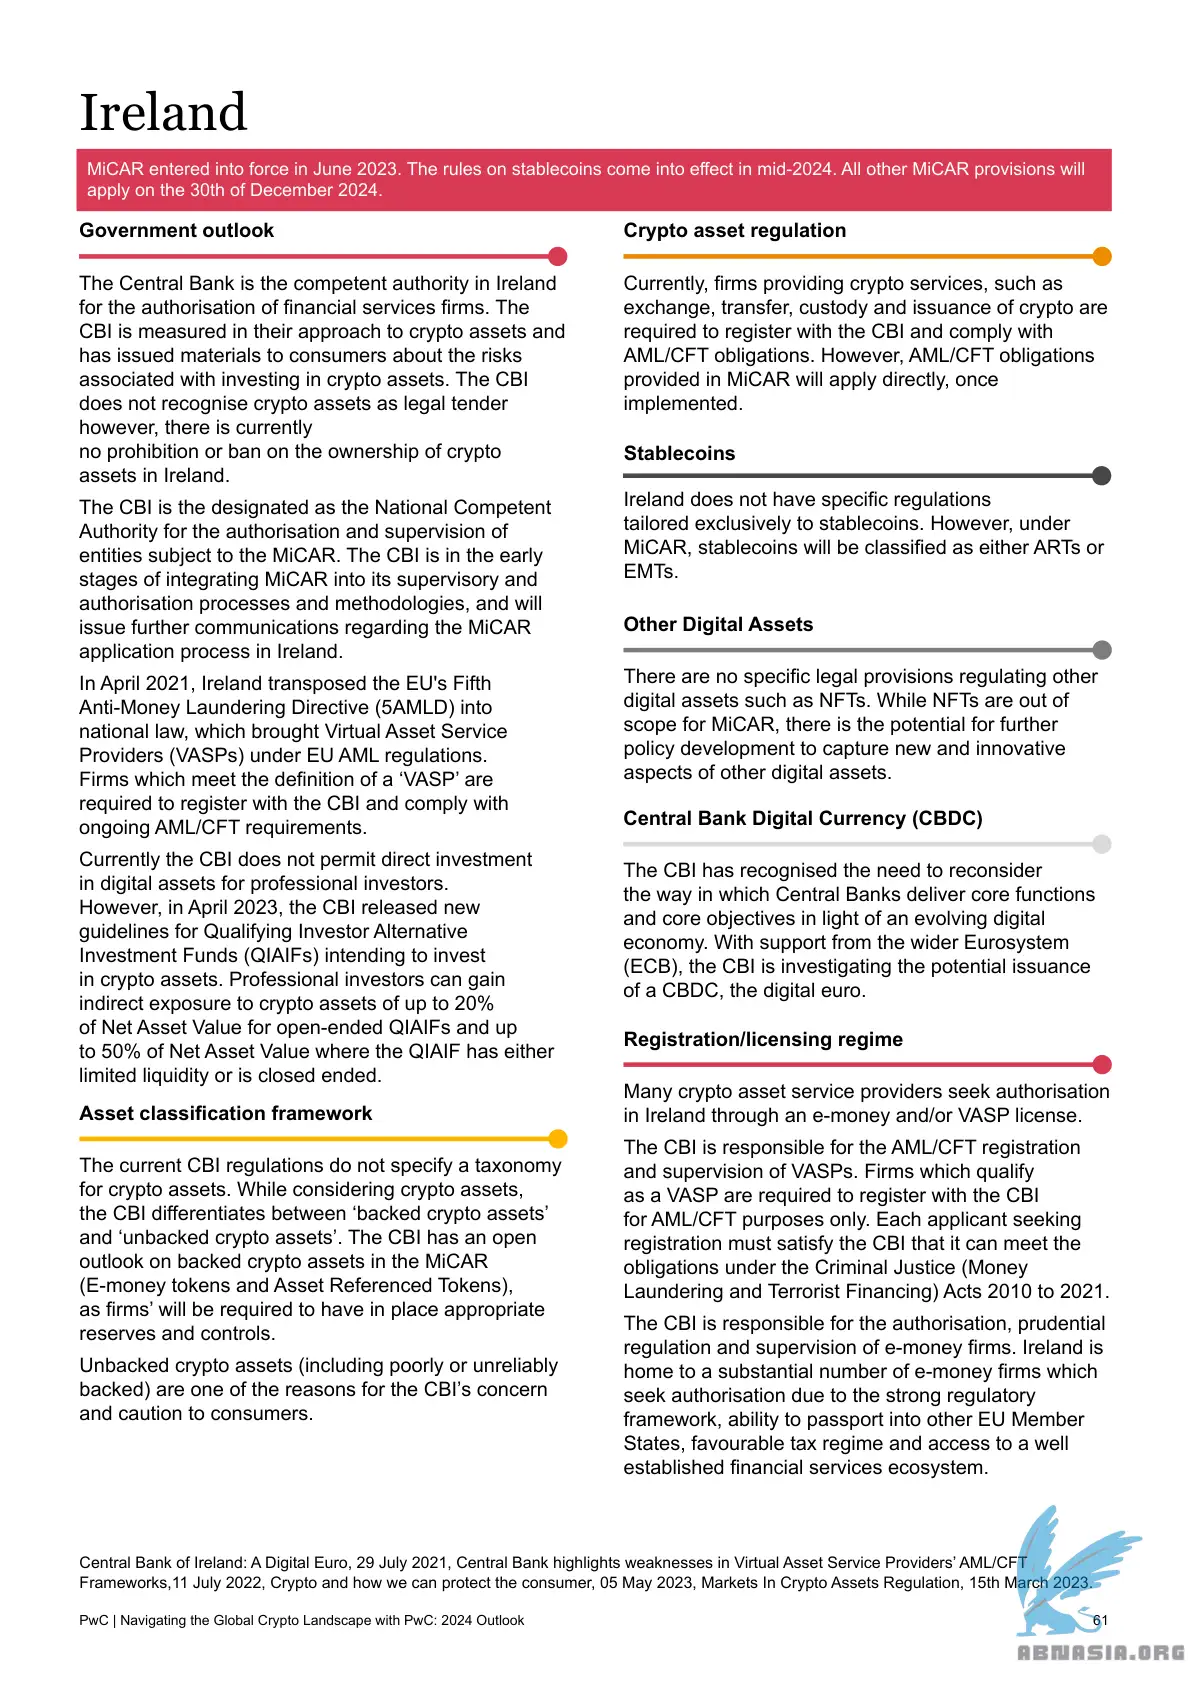 Ireland
MiCAR entered into force in June 2023. The rules on stablecoins come into effect in mid-2024. All other MiCAR provisions will
apply on the 30th of December 2024.
Government outlook
The Central Bank is the competent authority in Ireland
for the authorisation of financial services firms. The
CBI is measured in their approach to crypto assets and
has issued materials to consumers about the risks
associated with investing in crypto assets. The CBI
does not recognise crypto assets as legal tender
however, there is currently
no prohibition or ban on the ownership of crypto
assets in Ireland.
The CBI is the designated as the National Competent
Authority for the authorisation and supervision of
entities subject to the MiCAR. The CBI is in the early
stages of integrating MiCAR into its supervisory and
authorisation processes and methodologies, and will
issue further communications regarding the MiCAR
application process in Ireland.
In April 2021, Ireland transposed the EU's Fifth
Anti-Money Laundering Directive (5AMLD) into
national law, which brought Virtual Asset Service
Providers (VASPs) under EU AML regulations.
Firms which meet the definition of a ‘VASP’ are
required to register with the CBI and comply with
ongoing AML/CFT requirements.
Currently the CBI does not permit direct investment
in digital assets for professional investors.
However, in April 2023, the CBI released new
guidelines for Qualifying Investor Alternative
Investment Funds (QIAIFs) intending to invest
in crypto assets. Professional investors can gain
indirect exposure to crypto assets of up to 20%
of Net Asset Value for open-ended QIAIFs and up
to 50% of Net Asset Value where the QIAIF has either
limited liquidity or is closed ended.
Asset classification framework
The current CBI regulations do not specify a taxonomy
for crypto assets. While considering crypto assets,
the CBI differentiates between ‘backed crypto assets’
and ‘unbacked crypto assets’. The CBI has an open
outlook on backed crypto assets in the MiCAR
(E-money tokens and Asset Referenced Tokens),
as firms’ will be required to have in place appropriate
reserves and controls.
Unbacked crypto assets (including poorly or unreliably
backed) are one of the reasons for the CBI’s concern
and caution to consumers.
Crypto asset regulation
Currently, firms providing crypto services, such as
exchange, transfer, custody and issuance of crypto are
required to register with the CBI and comply with
AML/CFT obligations. However, AML/CFT obligations
provided in MiCAR will apply directly, once
implemented.
Stablecoins
Ireland does not have specific regulations
tailored exclusively to stablecoins. However, under
MiCAR, stablecoins will be classified as either ARTs or
EMTs.
Other Digital Assets
There are no specific legal provisions regulating other
digital assets such as NFTs. While NFTs are out of
scope for MiCAR, there is the potential for further
policy development to capture new and innovative
aspects of other digital assets.
Central Bank Digital Currency (CBDC)
The CBI has recognised the need to reconsider
the way in which Central Banks deliver core functions
and core objectives in light of an evolving digital
economy. With support from the wider Eurosystem
(ECB), the CBI is investigating the potential issuance
of a CBDC, the digital euro.
Registration/licensing regime
Many crypto asset service providers seek authorisation
in Ireland through an e-money and/or VASP license.
The CBI is responsible for the AML/CFT registration
and supervision of VASPs. Firms which qualify
as a VASP are required to register with the CBI
for AML/CFT purposes only. Each applicant seeking
registration must satisfy the CBI that it can meet the
obligations under the Criminal Justice (Money
Laundering and Terrorist Financing) Acts 2010 to 2021.
The CBI is responsible for the authorisation, prudential
regulation and supervision of e-money firms. Ireland is
home to a substantial number of e-money firms which
seek authorisation due to the strong regulatory
framework, ability to passport into other EU Member
States, favourable tax regime and access to a well
established financial services ecosystem.
Central Bank of Ireland: A Digital Euro, 29 July 2021, Central Bank highlights weaknesses in Virtual Asset Service Providers’ AML/CFT
Frameworks,11 July 2022, Crypto and how we can protect the consumer, 05 May 2023, Markets In Crypto Assets Regulation, 15th March 2023.
PwC | Navigating the Global Crypto Landscape with PwC: 2024 Outlook
61
ABNASIA.ORG